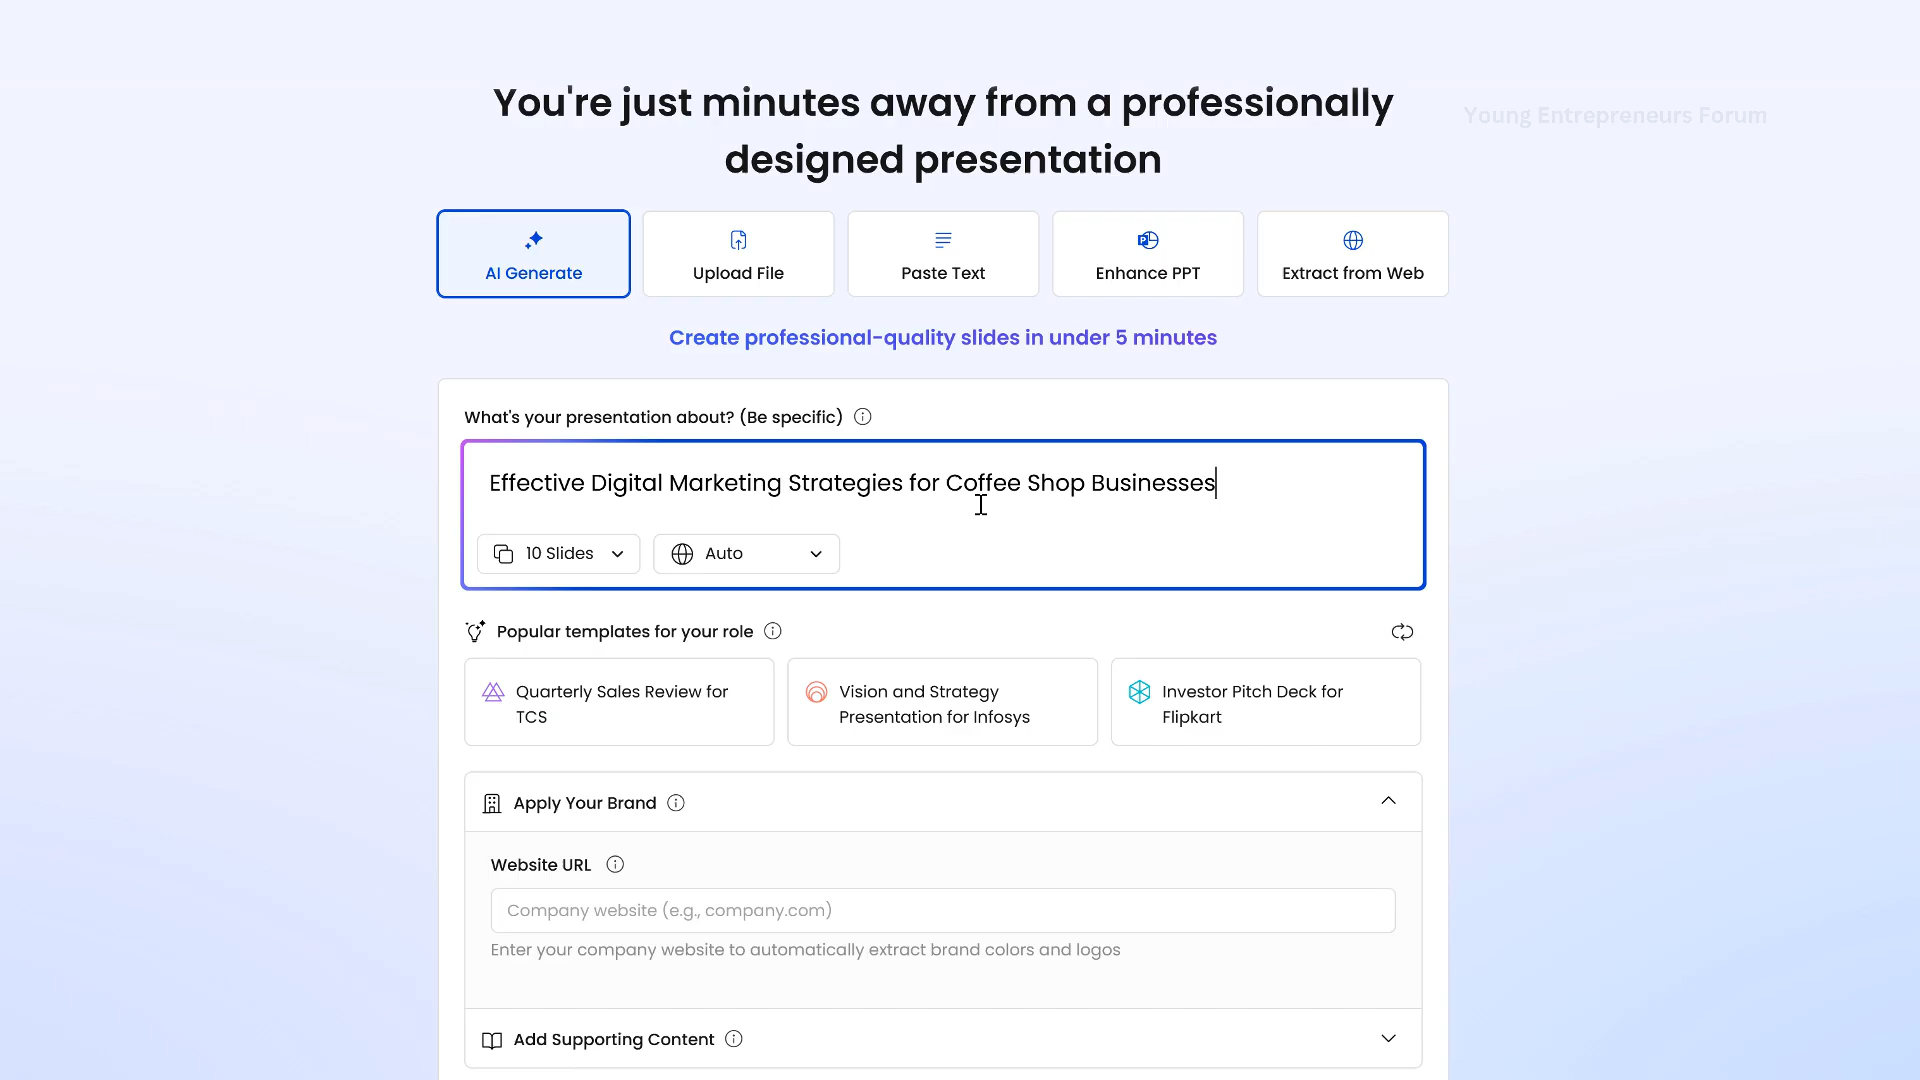 You're just minutes away from a professionally
designed presentation
Young Entrepreneurs Forum
AI Generate
Upload File
Paste Text
Enhance PPT
Extract from Web
Create professional-quality slides in under 5 minutes
What's your presentation about? (Be specific)
Effective Digital Marketing Strategies for Coffee Shop Businesses
10 Slides
Auto
Popular templates for your role
Quarterly Sales Review for
TCS
Vision and Strategy
Presentation for Infosys
Investor Pitch Deck for
Flipkart
Apply Your Brand
Website URL
Company website (e.g., company.com)
Enter your company website to automatically extract brand colors and logos
Add Supporting Content